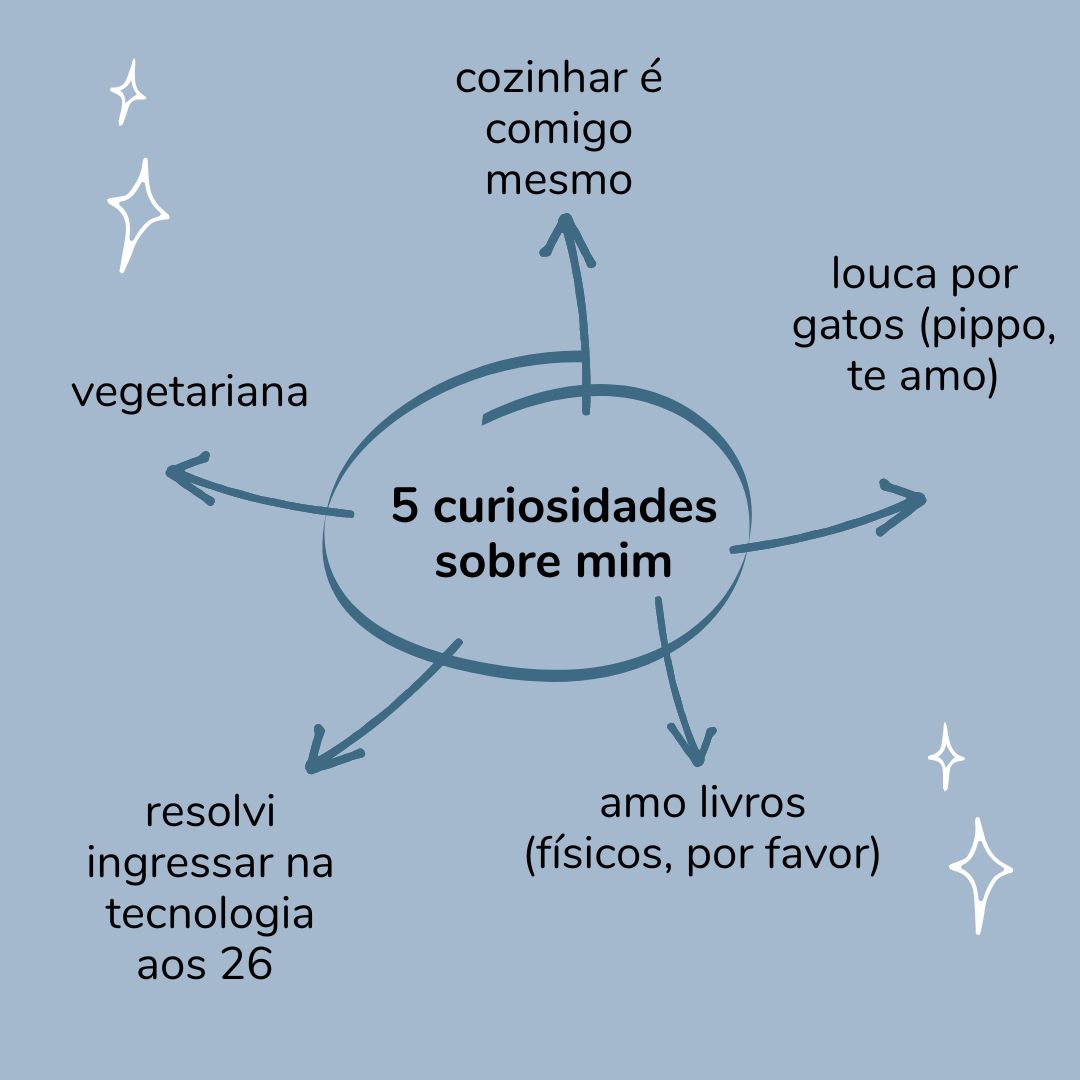 cozinhar é
comigo
mesmo
louca por
gatos (pippo,
te amo)
vegetariana
5 curiosidades
sobre mim
resolvi
ingressar na
tecnologia
aos 26
amo livros
(físicos, por favor)